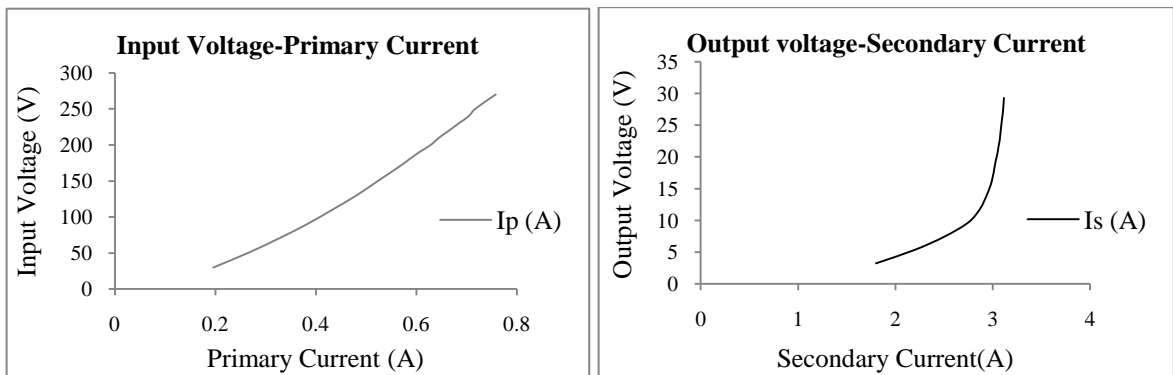 Input Voltage-Primary Current
Input Voltage (V)
300
250
200
150
100
50
0
0 0.2 0.4 0.6 0.8
Primary Current (A)
Ip (A)
Output voltage-Secondary Current
Output Voltage (V)
35
30
25
20
15
10
5
0
0 1 2 3 4
Secondary Current(A)
Is (A)